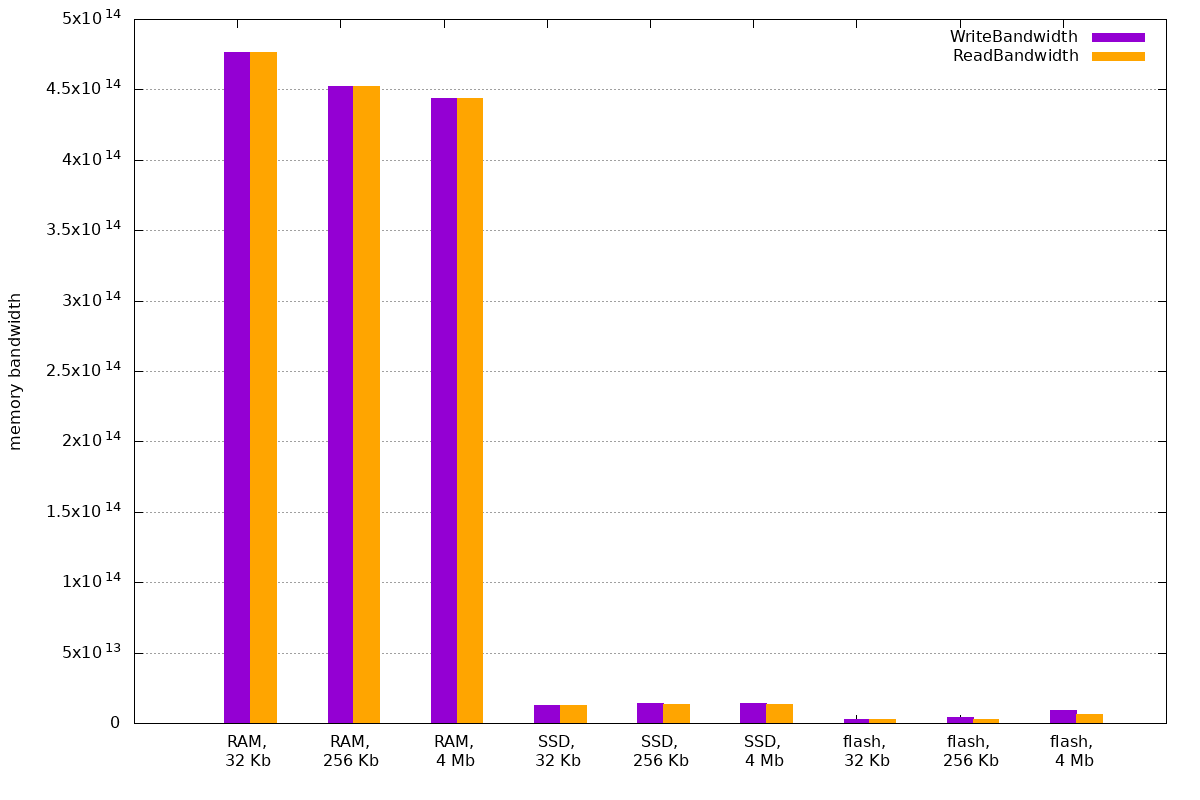 5x10 14
4.5x10 14
4x10 14
3.5x10 14
3x10 14
2.5x10 14
2x10 14
1.5x10 14
1x10 14
5x10 13
0
memory bandwidth
WriteBandwidth
ReadBandwidth
RAM,
32 Kb
RAM,
256 Kb
RAM,
4 Mb
SSD,
32 Kb
SSD,
256 Kb
SSD,
4 Mb
flash,
32 Kb
flash,
256 Kb
flash,
4 Mb